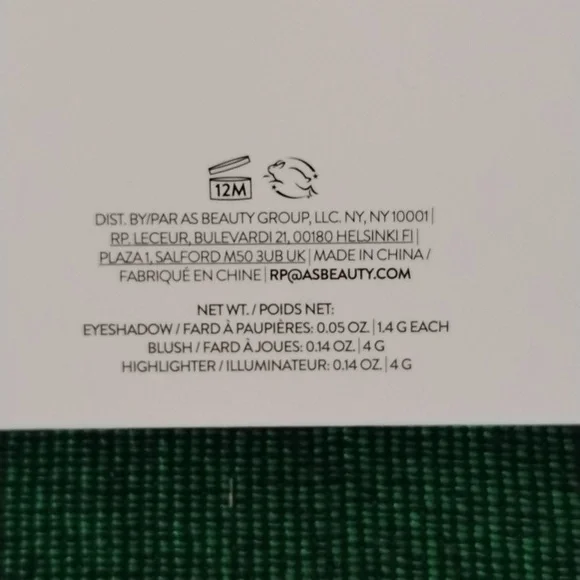 12M
DIST. BY/PAR AS BEAUTY GROUP, LLC. NY, NY 10001 |
RP. LECEUR, BULEVARDI 21, 00180 HELSINKI FI |
PLAZA 1, SALFORD M50 3UB UK | MADE IN CHINA /
FABRIQUÉ EN CHINE | RP@ASBEAUTY.COM
NET WT. / POIDS NET:
EYESHADOW / FARD À PAUPIÈRES: 0.05 OZ. | 1.4 G EACH
BLUSH / FARD À JOUES: 0.14 OZ. | 4 G
HIGHLIGHTER / ILLUMINATEUR: 0.14 OZ. | 4 G